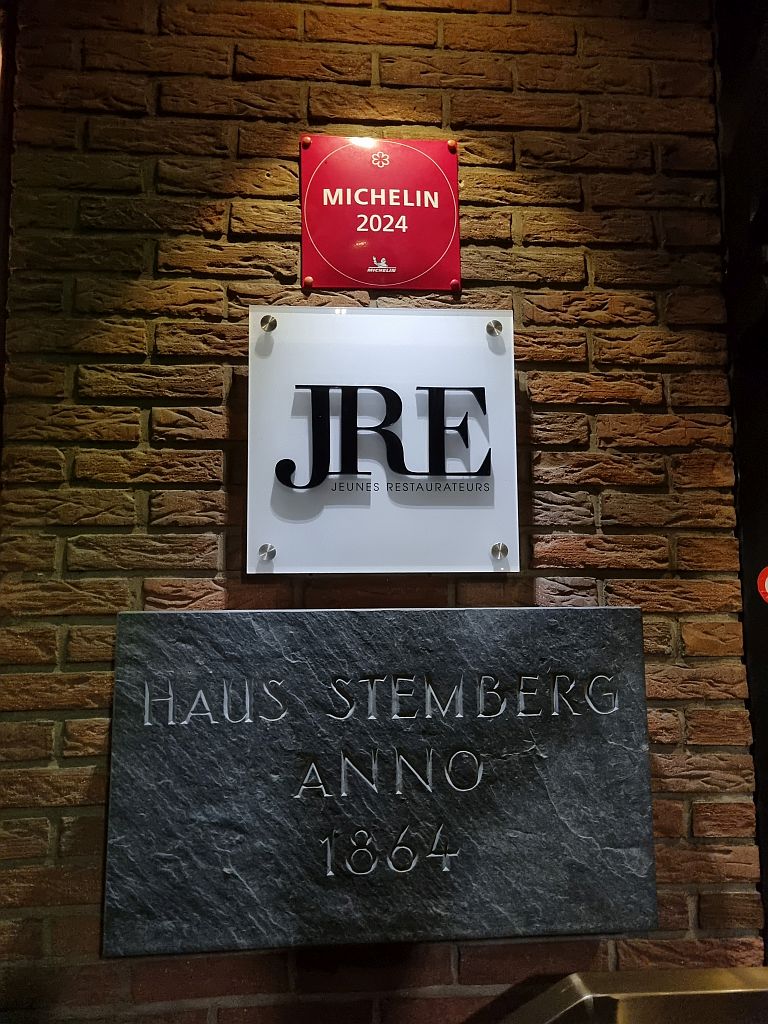 MICHELIN
2024
MICHELIN
JRE
JEUNES RESTAURATEURS
HAUS STEMBERG
ANNO
1864